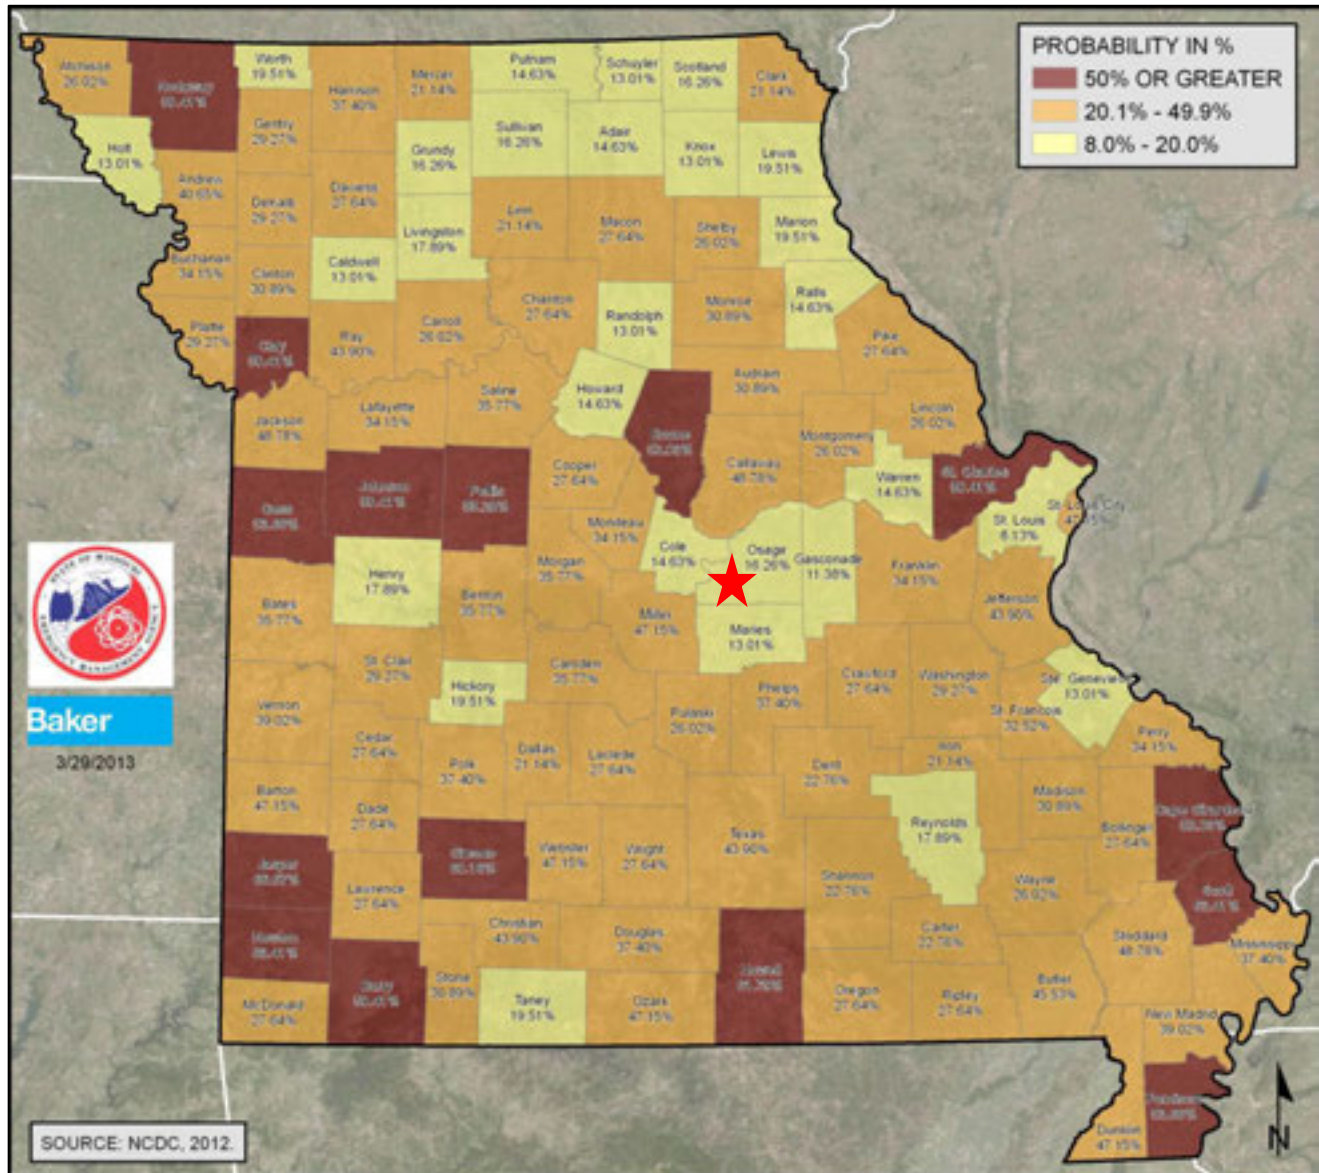 PROBABILITY IN %
50% OR GREATER
20.1% - 49.9%
8.0% - 20.0%
Atchison
26.02%
Worth
19.51%
Harrison
37.40%
Mercer
21.14%
Putnam
14.63%
Schuyler
13.01%
Scotland
16.26%
Clark
21.14%
Holt
13.01%
Gentry
29.27%
Grundy
16.26%
Sullivan
16.26%
Adair
14.63%
Knox
13.01%
Lewis
19.51%
Andrew
40.65%
Dekalb
29.27%
Daviess
27.64%
Livingston
17.89%
Linn
21.14%
Macon
27.64%
Shelby
26.02%
Marion
19.51%
Buchanan
34.15%
Clinton
30.89%
Caldwell
13.01%
Chariton
27.64%
Randolph
13.01%
Monroe
30.89%
Ralls
14.63%
Platte
29.27%
Clay
Ray
43.90%
Carroll
26.02%
Pike
27.64%
Jackson
48.78%
Lafayette
34.15%
Saline
35.77%
Howard
14.63%
Boone
Audrain
30.89%
Callaway
48.78%
Montgomery
26.02%
Lincoln
26.02%
Warren
14.63%
St. Charles
St. Louis
6.13%
St. Louis City
Cass
Johnson
Pettis
Cooper
27.64%
Moniteau
34.15%
Cole
14.63%
Osage
16.26%
Gasconade
11.38%
Franklin
34.15%
Jefferson
43.90%
Bates
35.77%
Henry
17.89%
Benton
35.77%
Morgan
35.77%
Miller
47.15%
Maries
13.01%
St. Clair
29.27%
Hickory
19.51%
Camden
35.77%
Pulaski
26.02%
Phelps
37.40%
Crawford
27.64%
Washington
29.27%
St. Francois
32.52%
Ste. Genevieve
13.01%
Perry
34.15%
Vernon
39.02%
Cedar
27.64%
Polk
37.40%
Dallas
21.14%
Laclede
27.64%
Dent
22.76%
Iron
21.14%
Madison
30.89%
Bollinger
27.64%
Barton
47.15%
Dade
27.64%
Greene
Webster
47.15%
Wright
27.64%
Texas
43.90%
Shannon
22.76%
Reynolds
17.89%
Wayne
26.02%
Jasper
Lawrence
27.64%
Christian
43.90%
Douglas
37.40%
Carter
22.76%
Stoddard
48.78%
Scott
Mississippi
37.40%
McDonald
27.64%
Stone
30.89%
Taney
19.51%
Ozark
47.15%
Oregon
27.64%
Ripley
27.64%
Butler
45.53%
New Madrid
39.02%
Dunklin
47.15%
STATE OF MISSOURI
EMERGENCY MANAGEMENT AGENCY
Baker
3/29/2013
SOURCE: NCDC, 2012.
N